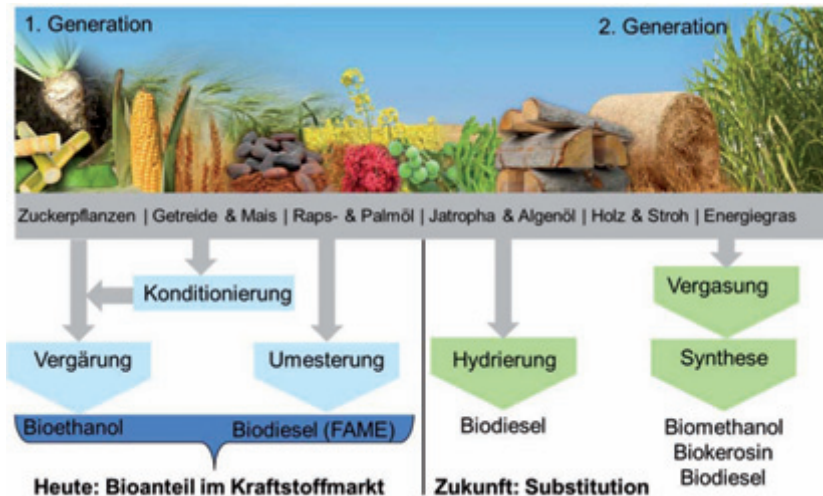 1. Generation
2. Generation
Zuckerpflanzen | Getreide & Mais | Raps- & Palmöl | Jatropha & Algenöl | Holz & Stroh | Energiegras
Konditionierung
Vergasung
Vergärung
Umesterung
Hydrierung
Synthese
Bioethanol
Biodiesel (FAME)
Biodiesel
Biomethanol
Biokerosin
Biodiesel
Heute: Bioanteil im Kraftstoffmarkt
Zukunft: Substitution